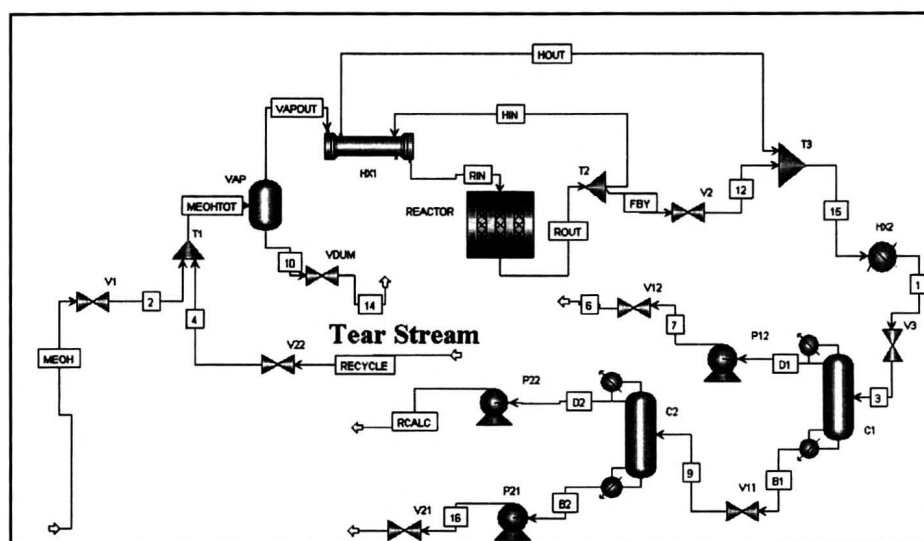 HOUT
VAPOUT
HIN
T3
VAP
HX1
T2
V2
12
MEOHTOT
RIN
REACTOR
FBY
15
T1
ROUT
HX2
10
VDUM
V1
V12
1
2
14
6
4
7
V3
Tear Stream
P12
MEOH
V22
RECYCLE
D1
P22
3
D2
C2
C1
RCALC
9
P21
B1
V11
V21
16
B2